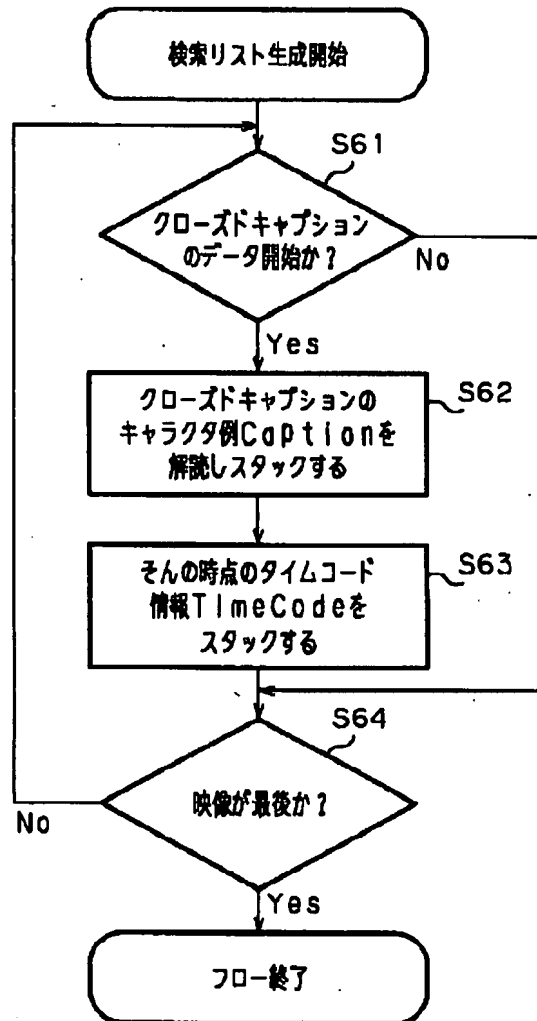 検索リスト生成開始
S61
クローズドキャプション
のデータ開始か?
No
Yes
S62
クローズドキャプションの
キャラクタ例Captionを
解読しスタックする
S63
そんの時点のタイムコード
情報TimeCodeを
スタックする
S64
映像が最後か?
No
Yes
フロー終了